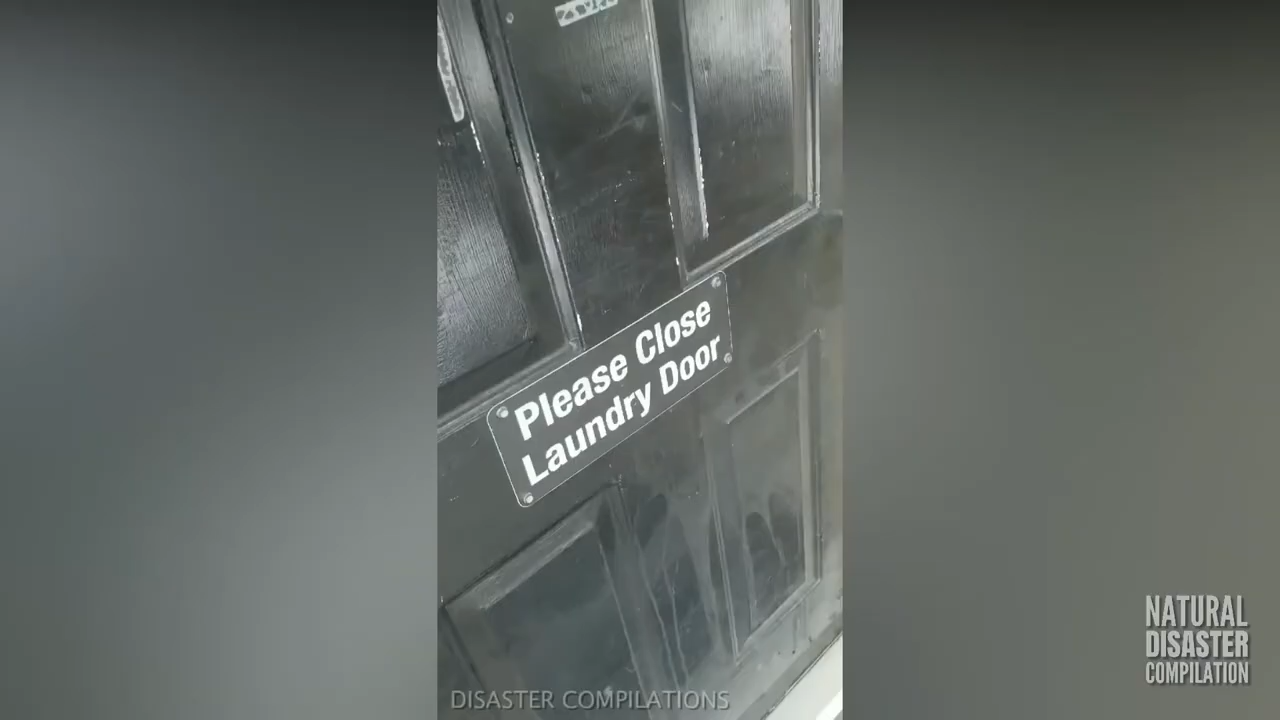 Please Close
Laundry Door
DISASTER COMPILATIONS
NATURAL
DISASTER
COMPILATION